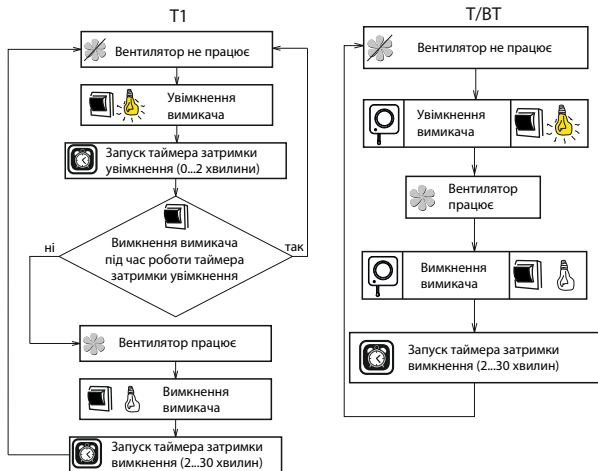 T1
Вентилятор не працює
Увімкнення
вимикача
Запуск таймера затримки
увімкнення (0...2 хвилини)
ні
Вимкнення вимикача
під час роботи таймера
затримки увімкнення
так
Вентилятор працює
Вимкнення
вимикача
Запуск таймера затримки
вимкнення (2...30 хвилин)
T/BT
Вентилятор не працює
Увімкнення
вимикача
Вентилятор
працює
Вимкнення
вимикача
Запуск таймера затримки
вимкнення (2...30 хвилин)